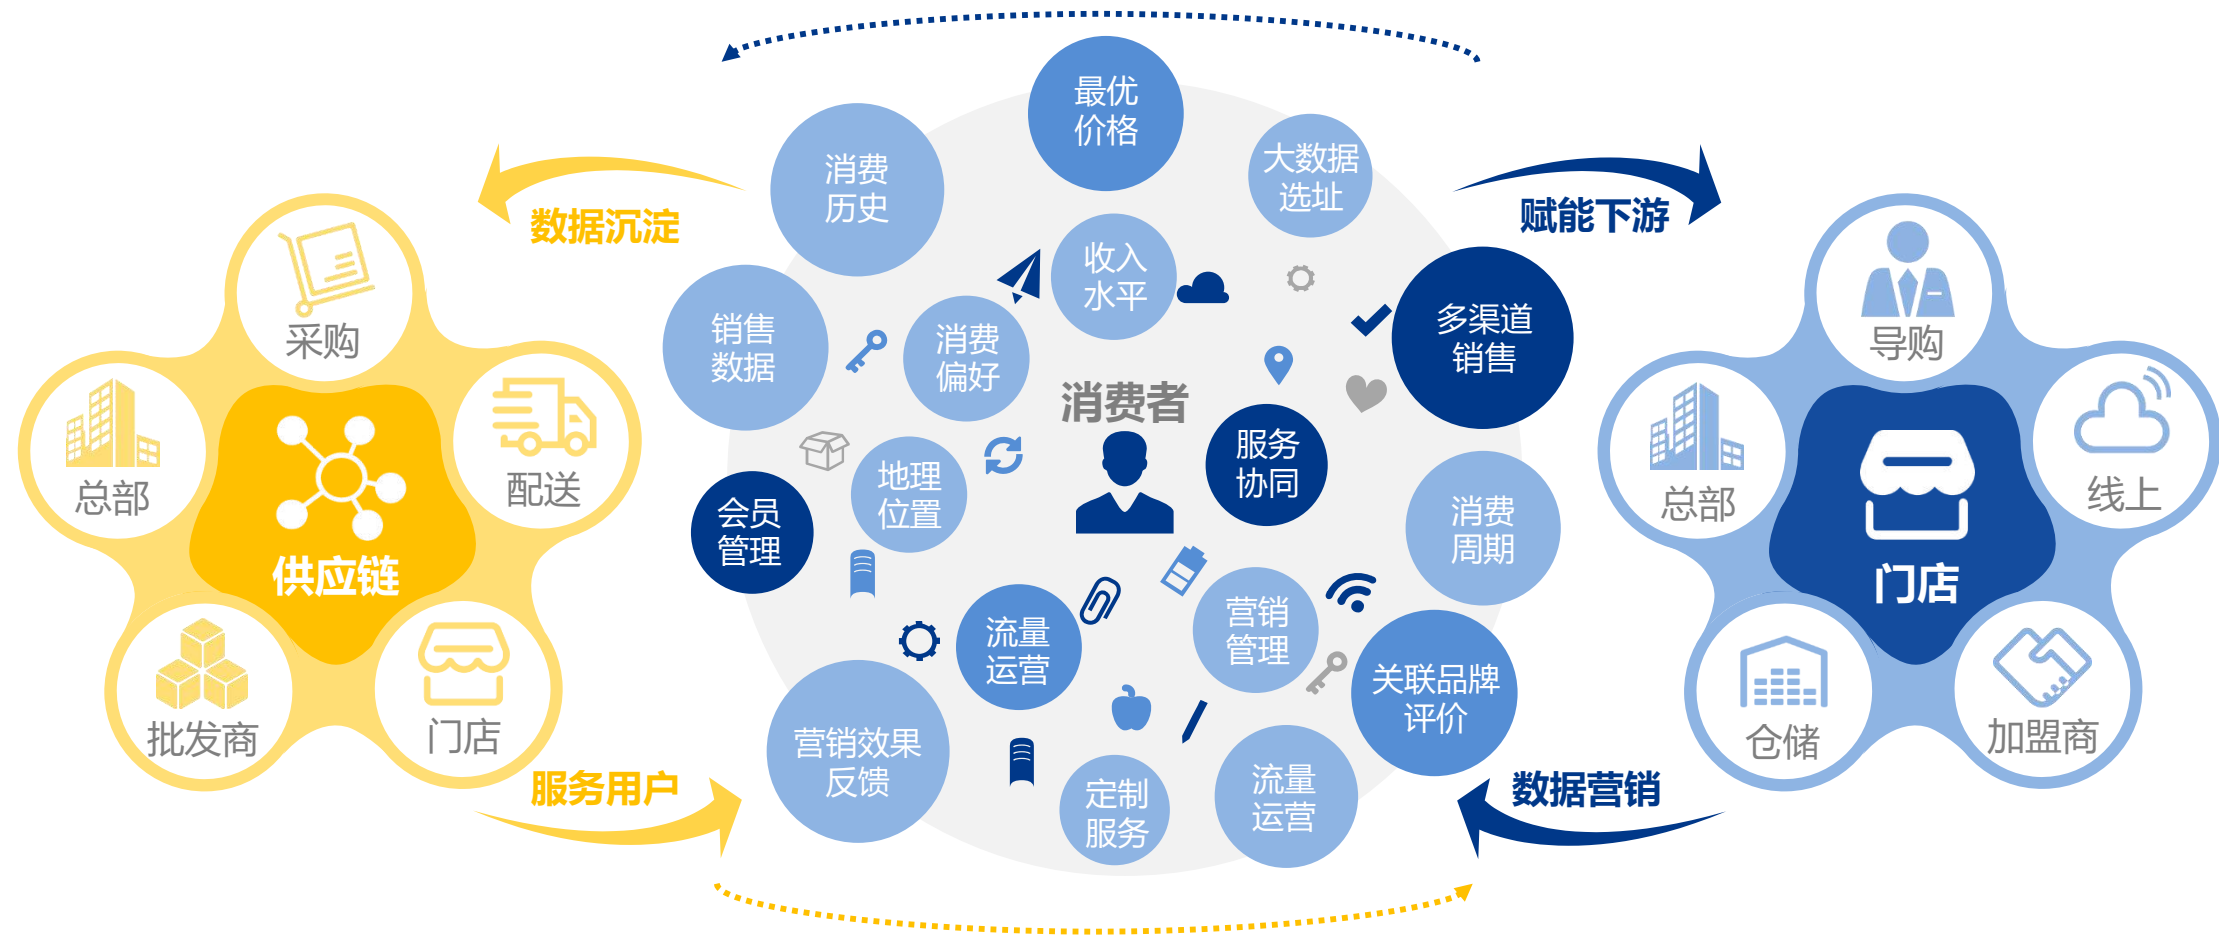 数据沉淀
采购
总部
配送
供应链
批发商
门店
服务用户
最优
价格
消费
历史
大数据
选址
收入
水平
销售
数据
消费
偏好
多渠道
销售
消费者
服务
协同
地理
位置
会员
管理
消费
周期
流量
运营
营销
管理
关联品牌
评价
营销效果
反馈
定制
服务
流量
运营
赋能下游
导购
总部
线上
门店
仓储
加盟商
数据营销